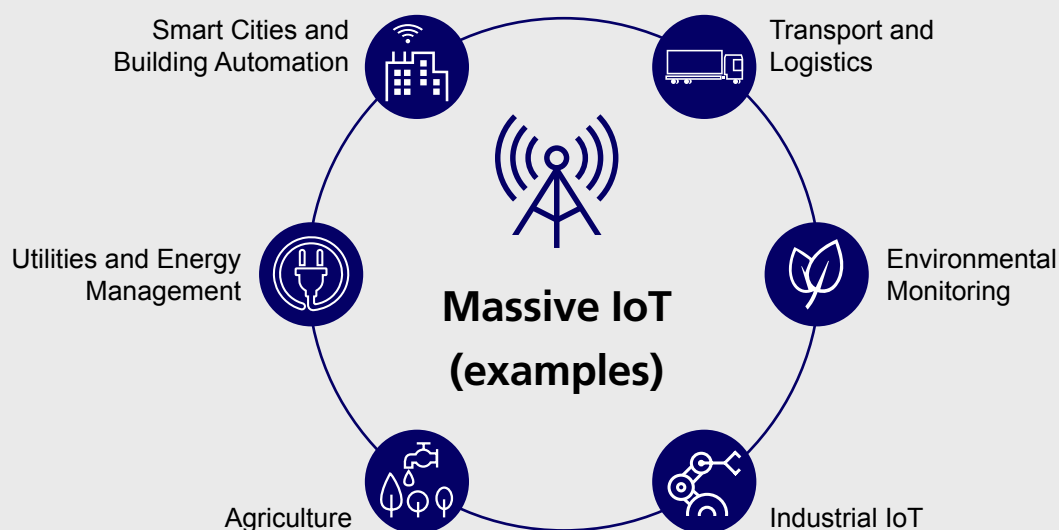 Smart Cities and
Building Automation
Transport and
Logistics
Utilities and Energy
Management
Massive IoT
(examples)
Environmental
Monitoring
Agriculture
Industrial IoT